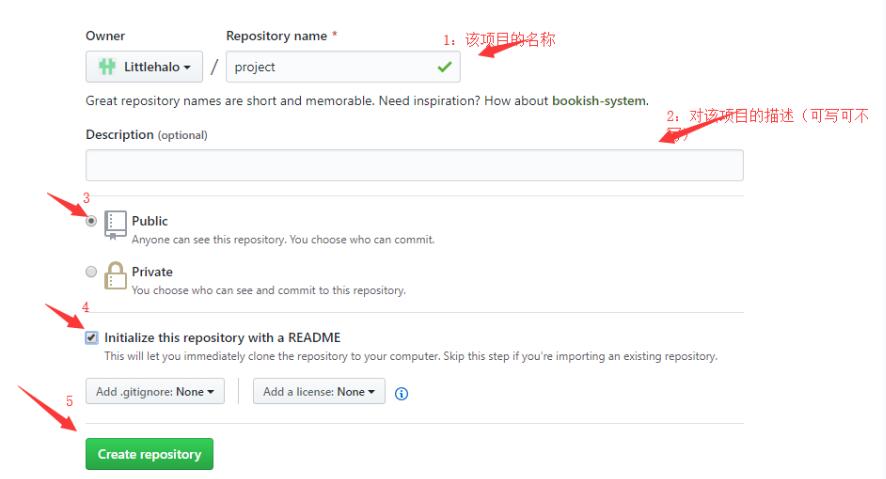 Owner
Repository name *
1: 该项目的名称
Littlehalo / project
Great repository names are short and memorable. Need inspiration? How about bookish-system.
2: 对该项目的描述（可写可不
写）
Description (optional)
3
Public
Anyone can see this repository. You choose who can commit.
Private
You choose who can see and commit to this repository.
4
Initialize this repository with a README
This will let you immediately clone the repository to your computer. Skip this step if you're importing an existing repository.
Add .gitignore: None
Add a license: None
5
Create repository